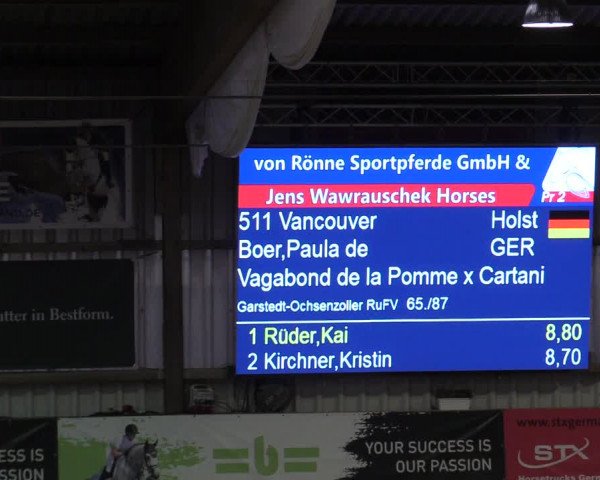 von Rönne Sportpferde GmbH &
Jens Wawrauschek Horses
Pr 2
511 Vancouver Holst
Boer,Paula de GER
Vagabond de la Pomme x Cartani
Garstedt-Ochsenzoller RuFV 65./87
1 Rüder,Kai 8,80
2 Kirchner,Kristin 8,70
utter in Bestform.
ESS IS
SSION
=b=
YOUR SUCCESS IS
OUR PASSION
www.stxgerma
STX
Horsetrucks Germ